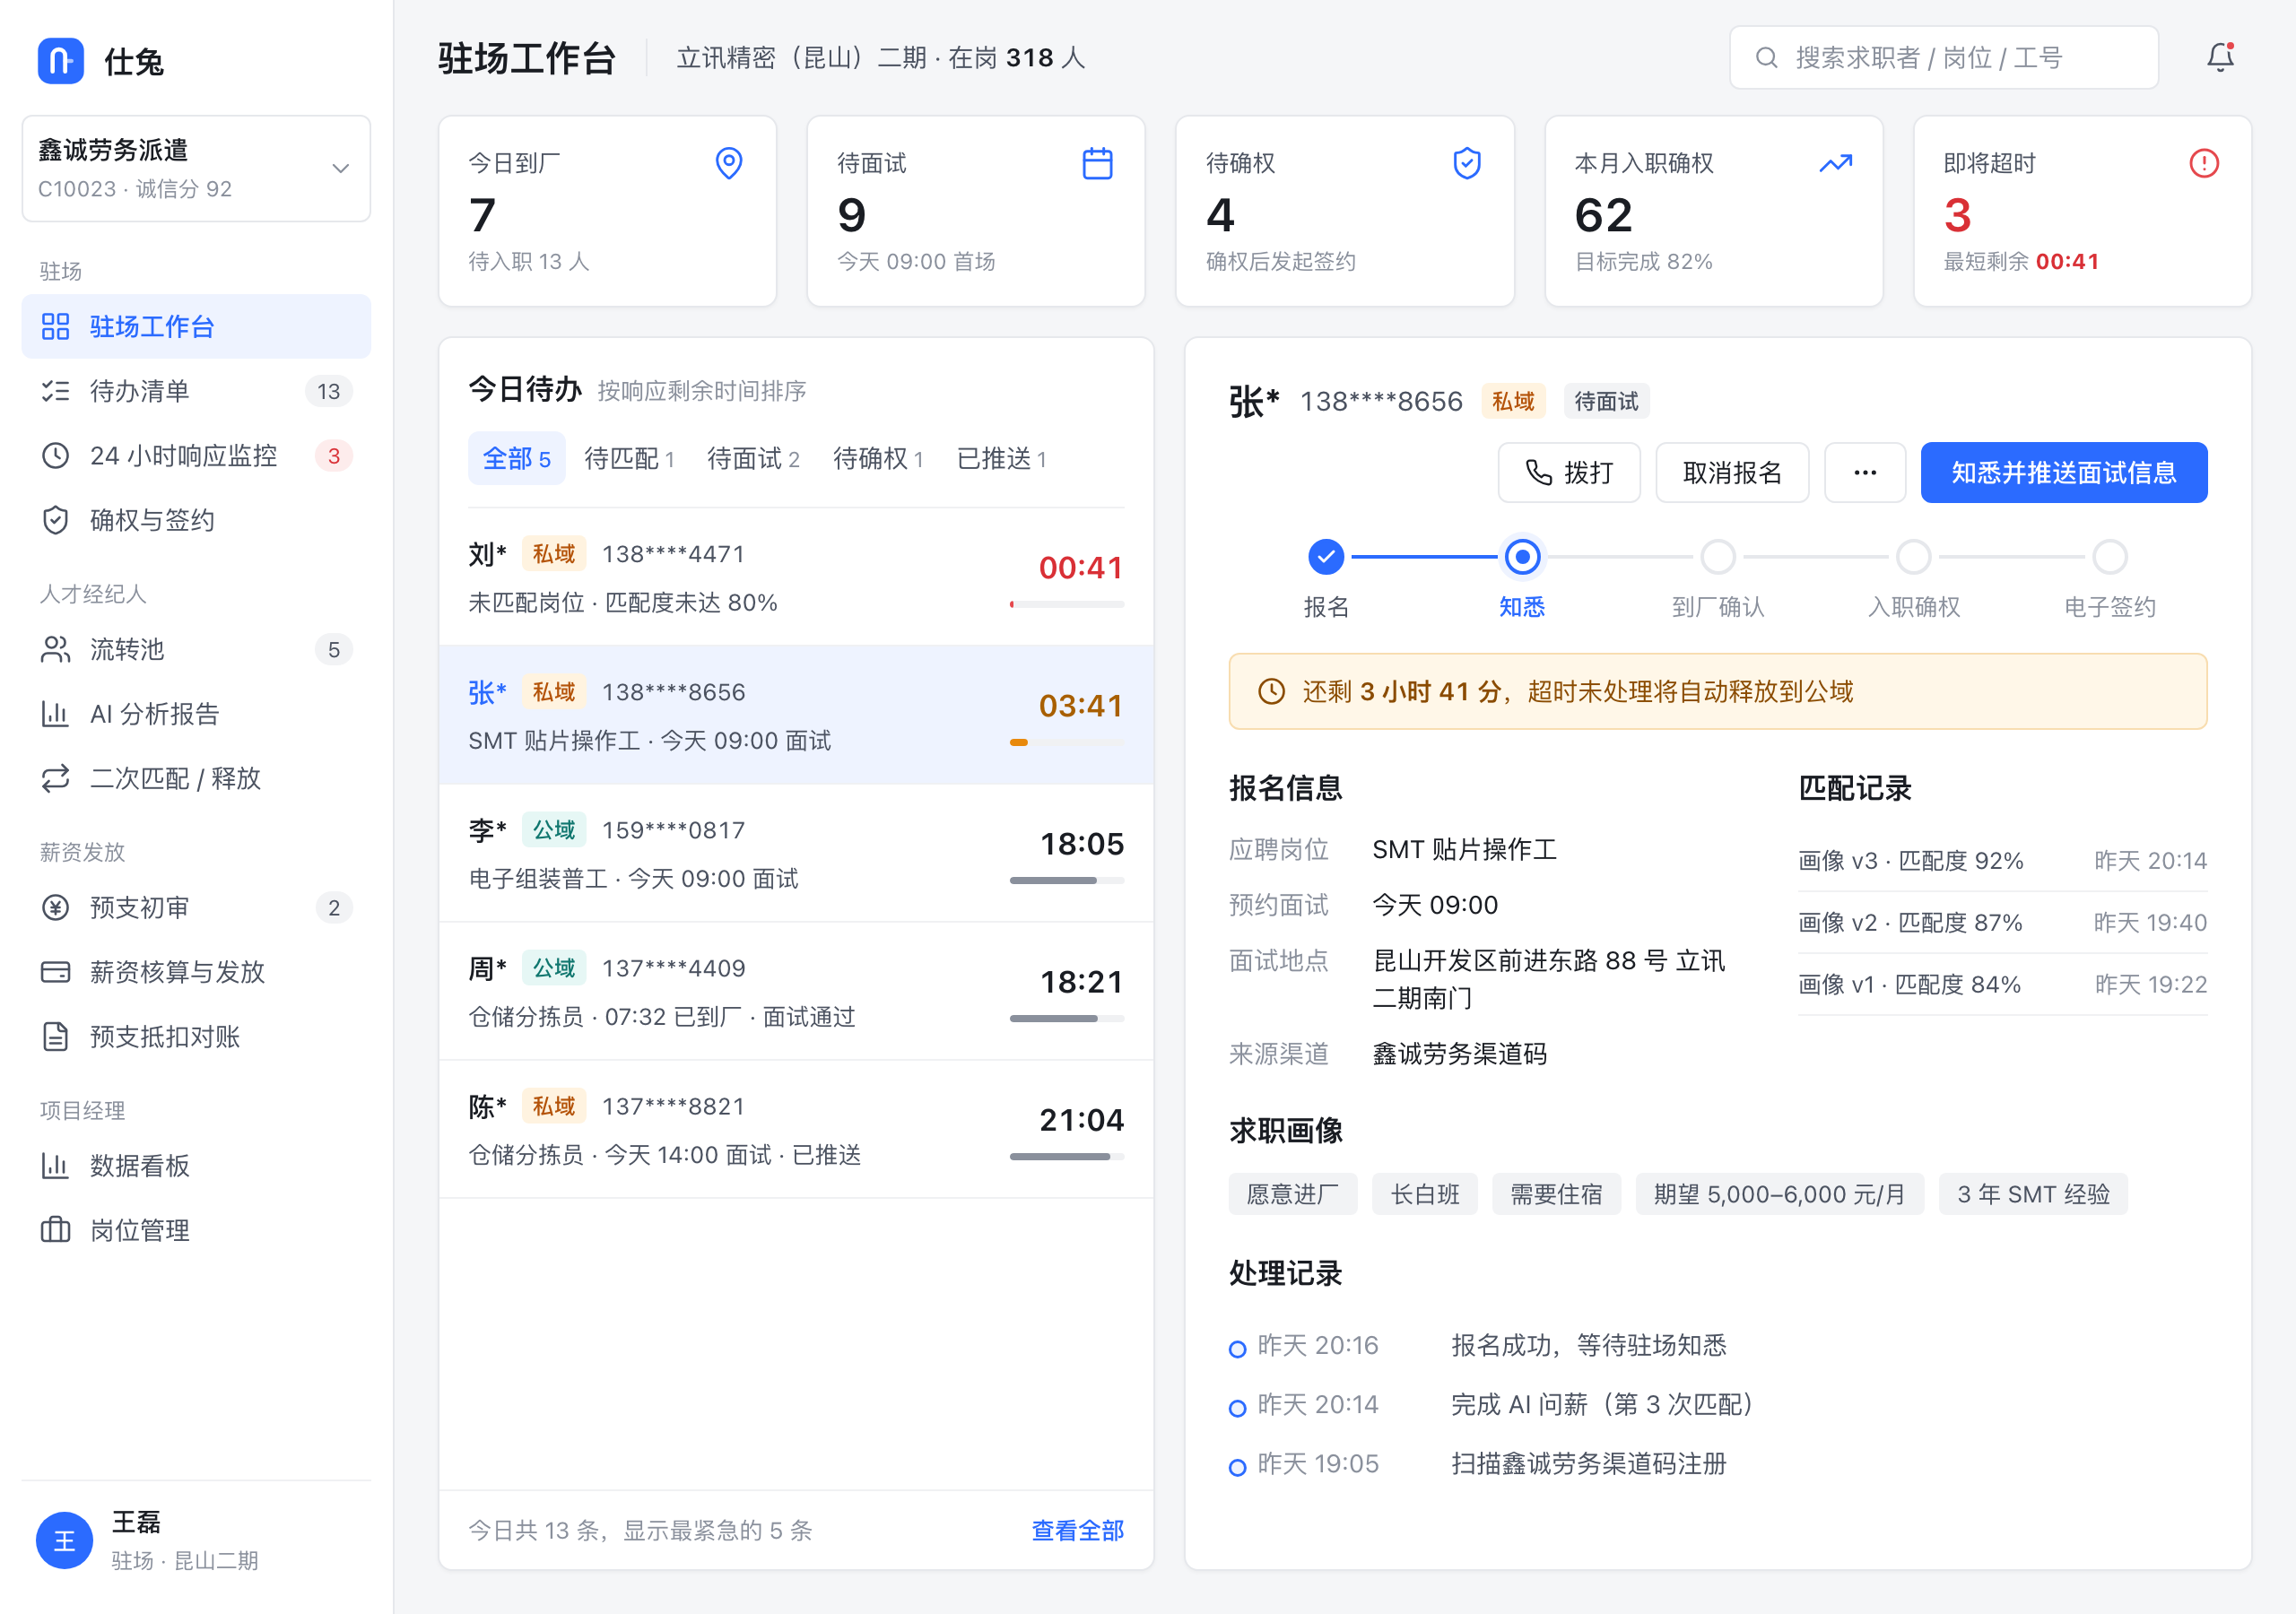 仕兔
鑫诚劳务派遣
C10023 · 诚信分 92
驻场
驻场工作台
待办清单 13
24 小时响应监控 3
确权与签约
人才经纪人
流转池 5
AI 分析报告
二次匹配 / 释放
薪资发放
预支初审 2
薪资核算与发放
预支抵扣对账
项目经理
数据看板
岗位管理
王
王磊
驻场 · 昆山二期
驻场工作台
立讯精密（昆山）二期 · 在岗 318 人
搜索求职者 / 岗位 / 工号
今日到厂
7
待入职 13 人
待面试
9
今天 09:00 首场
待确权
4
确权后发起签约
本月入职确权
62
目标完成 82%
即将超时
3
最短剩余 00:41
今日待办 按响应剩余时间排序
全部 5 待匹配 1 待面试 2 待确权 1 已推送 1
刘* 私域 138****4471
00:41
未匹配岗位 · 匹配度未达 80%
张* 私域 138****8656
03:41
SMT 贴片操作工 · 今天 09:00 面试
李* 公域 159****0817
18:05
电子组装普工 · 今天 09:00 面试
周* 公域 137****4409
18:21
仓储分拣员 · 07:32 已到厂 · 面试通过
陈* 私域 137****8821
21:04
仓储分拣员 · 今天 14:00 面试 · 已推送
今日共 13 条，显示最紧急的 5 条 查看全部
张* 138****8656 私域 待面试
拨打 取消报名 ··· 知悉并推送面试信息
报名 知悉 到厂确认 入职确权 电子签约
还剩 3 小时 41 分，超时未处理将自动释放到公域
报名信息
应聘岗位 SMT 贴片操作工
预约面试 今天 09:00
面试地点 昆山开发区前进东路 88 号 立讯
二期南门
来源渠道 鑫诚劳务渠道码
匹配记录
画像 v3 · 匹配度 92% 昨天 20:14
画像 v2 · 匹配度 87% 昨天 19:40
画像 v1 · 匹配度 84% 昨天 19:22
求职画像
愿意进厂 长白班 需要住宿 期望 5,000–6,000 元/月 3 年 SMT 经验
处理记录
昨天 20:16 报名成功，等待驻场知悉
昨天 20:14 完成 AI 问薪（第 3 次匹配）
昨天 19:05 扫描鑫诚劳务渠道码注册